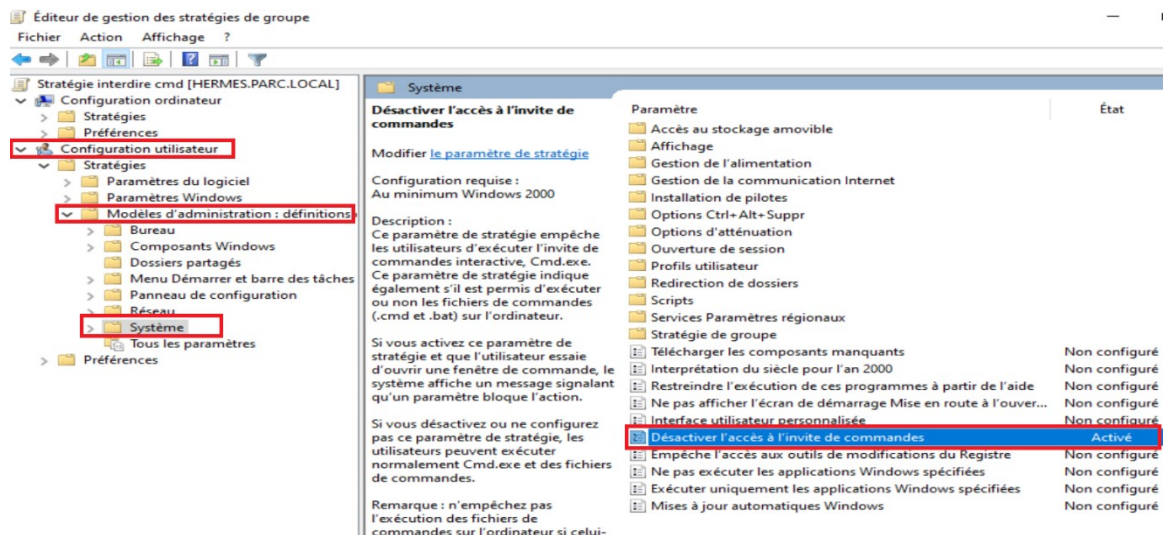 Éditeur de gestion des stratégies de groupe
Fichier Action Affichage ?
Stratégie interdire cmd [HERMES.PARC.LOCAL]
Configuration ordinateur
Stratégies
Préférences
Configuration utilisateur
Stratégies
Paramètres du logiciel
Paramètres Windows
Modèles d'administration : définitions
Bureau
Composants Windows
Dossiers partagés
Menu Démarrer et barre des tâches
Panneau de configuration
Réseau
Système
Tous les paramètres
Préférences
Système
Désactiver l'accès à l'invite de
commandes
Modifier le paramètre de stratégie
Configuration requise :
Au minimum Windows 2000
Description :
Ce paramètre de stratégie empêche
les utilisateurs d'exécuter l'invite de
commandes interactive, Cmd.exe.
Ce paramètre de stratégie indique
également s'il est permis d'exécuter
ou non les fichiers de commandes
(.cmd et .bat) sur l'ordinateur.
Si vous activez ce paramètre de
stratégie et que l'utilisateur essaie
d'ouvrir une fenêtre de commande, le
système affiche un message signalant
qu'un paramètre bloque l'action.
Si vous désactivez ou ne configurez
pas ce paramètre de stratégie, les
utilisateurs peuvent exécuter
normalement Cmd.exe et des fichiers
de commandes.
Remarque : n'empêchez pas
l'exécution des fichiers de
commandes sur l'ordinateur si celui-
Paramètre État
Accès au stockage amovible
Affichage
Gestion de l'alimentation
Gestion de la communication Internet
Installation de pilotes
Options Ctrl+Alt+Suppr
Options d'atténuation
Ouverture de session
Profils utilisateur
Redirection de dossiers
Scripts
Services Paramètres régionaux
Stratégie de groupe
Télécharger les composants manquants Non configuré
Interprétation du siècle pour l'an 2000 Non configuré
Restreindre l'exécution de ces programmes à partir de l'aide Non configuré
Ne pas afficher l'écran de démarrage Mise en route à l'ouver... Non configuré
Interface utilisateur personnalisée Non configuré
Désactiver l'accès à l'invite de commandes Activé
Empêche l'accès aux outils de modifications du Registre Non configuré
Ne pas exécuter les applications Windows spécifiées Non configuré
Exécuter uniquement les applications Windows spécifiées Non configuré
Mises à jour automatiques Windows Non configuré